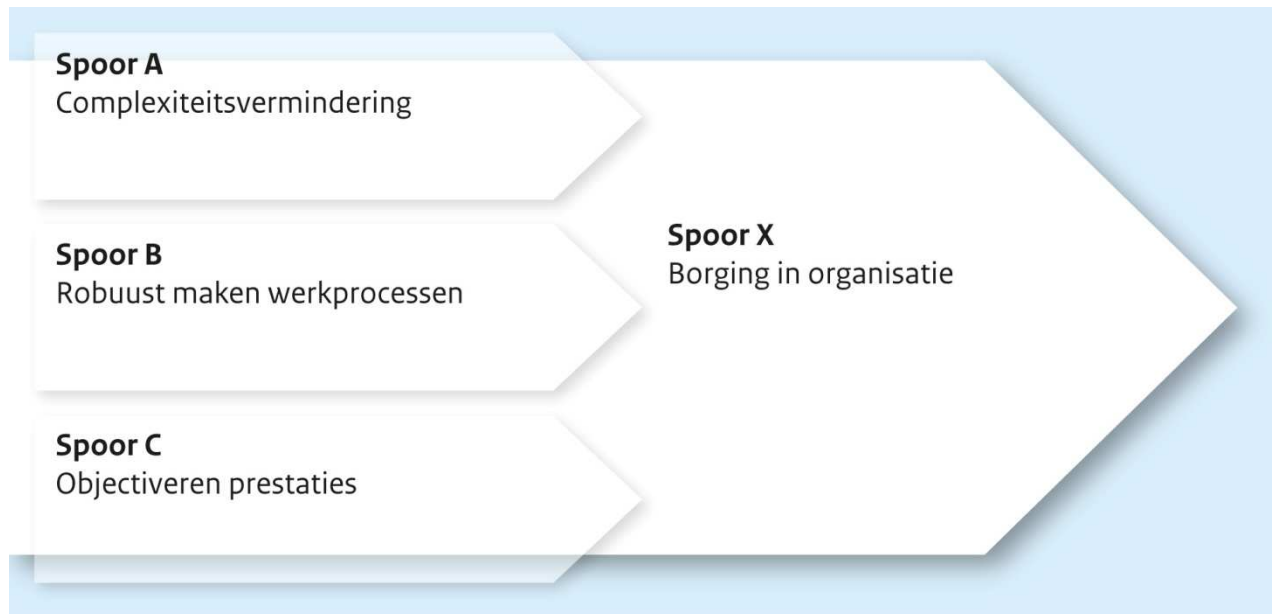 Spoor A
Complexiteitsvermindering
Spoor B
Robuust maken werkprocessen
Spoor C
Objectiveren prestaties
Spoor X
Borging in organisatie